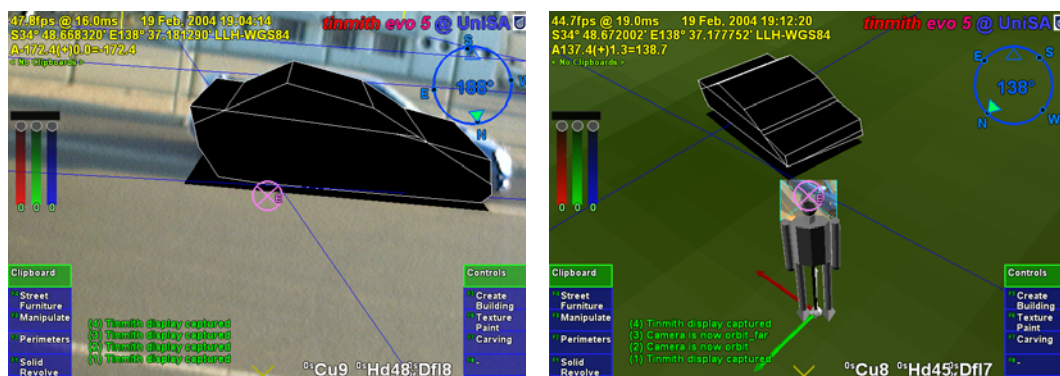 47.8fps @ 16.0ms 19 Feb. 2004 19:04:14
tinmith evo 5 @ UniSA
S34° 48.668320' E138° 37.181290' LLH-WGS84
A-172.4(+)0.0=-172.4
< No Clipboards >
S
E
188°
W
N
0 0 0
E
Clipboard
Street
Furniture
Manipulate
Perimeters
Solid
Revolve
Controls
Create
Building
Texture
Paint
Carving
(4) Tinmith display captured
(3) Tinmith display captured
(2) Tinmith display captured
(1) Tinmith display captured
44.7fps @ 19.0ms 19 Feb. 2004 19:12:20
tinmith evo 5 @ UniSA
S34° 48.672002' E138° 37.177752' LLH-WGS84
A137.4(+)1.3=138.7
< No Clipboards >
E
S
138°
N
W
0 0 0
E
Clipboard
Street
Furniture
Manipulate
Perimeters
Solid
Revolve
Controls
Create
Building
Texture
Paint
Carving
(4) Tinmith display captured
(3) Camera is now orbit_far
(2) Camera is now orbit
(1) Tinmith display captured